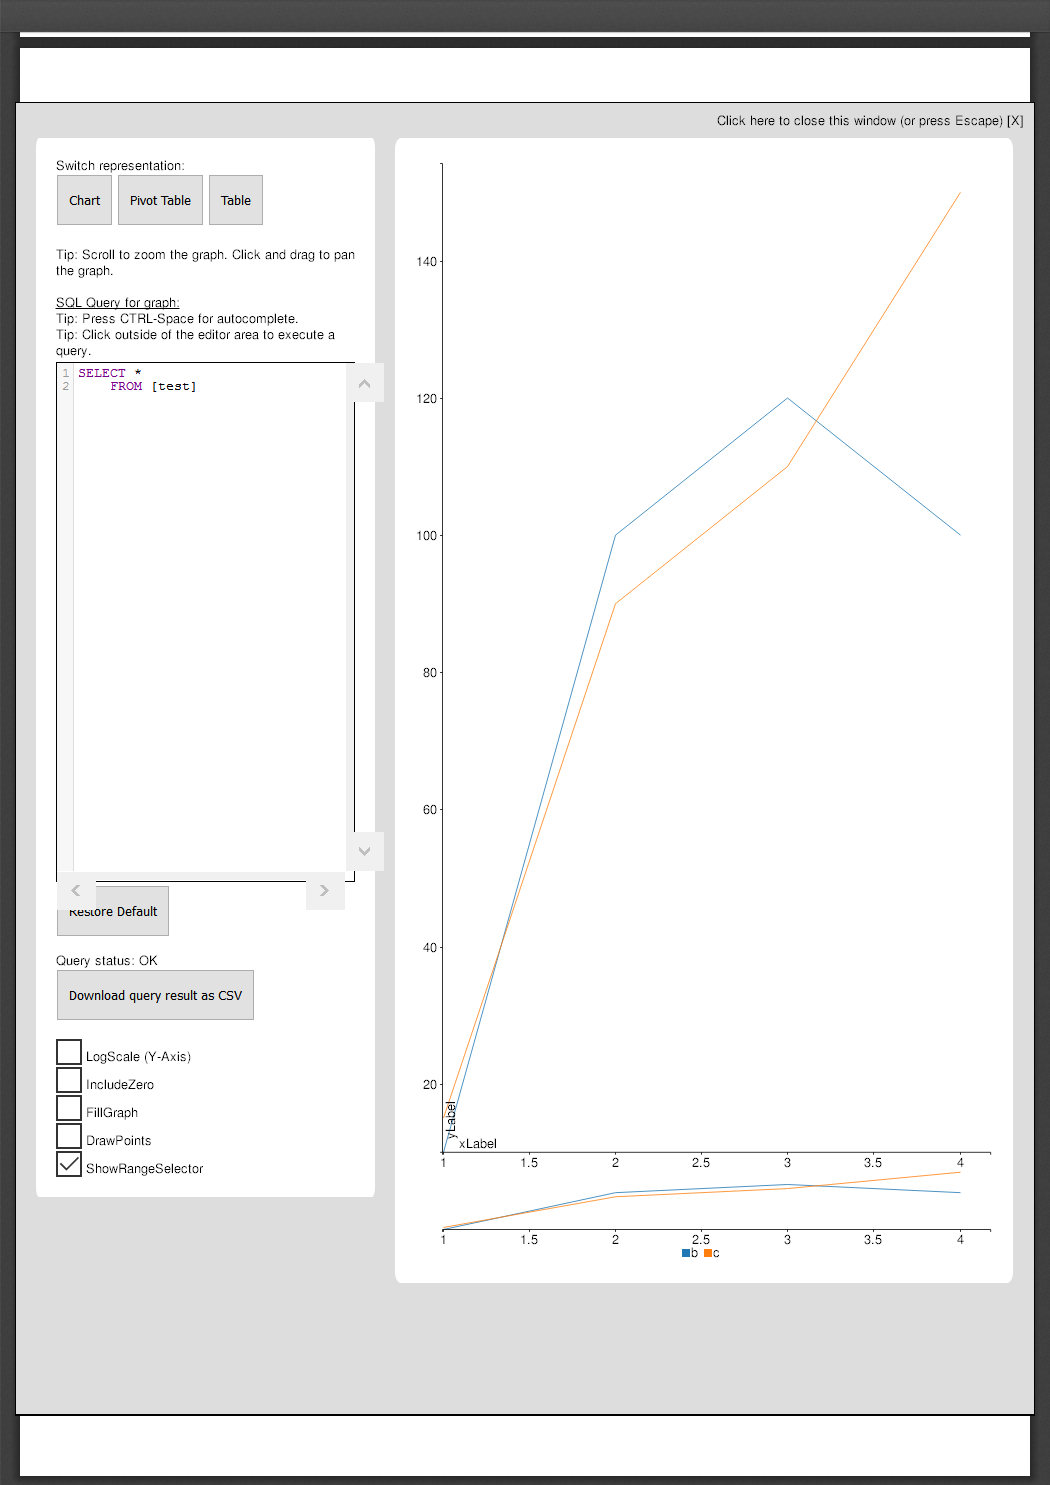 Click here to close this window (or press Escape) [X]
Switch representation:
Chart
Pivot Table
Table
Tip: Scroll to zoom the graph. Click and drag to pan
the graph.
SQL Query for graph:
Tip: Press CTRL-Space for autocomplete.
Tip: Click outside of the editor area to execute a
query.
1 SELECT *
2 FROM [test]
Restore Default
Query status: OK
Download query result as CSV
LogScale (Y-Axis)
IncludeZero
FillGraph
DrawPoints
ShowRangeSelector
140
120
100
80
60
40
20
yLabel
xLabel
1 1.5 2 2.5 3 3.5 4
1 1.5 2 2.5 3 3.5 4
b c